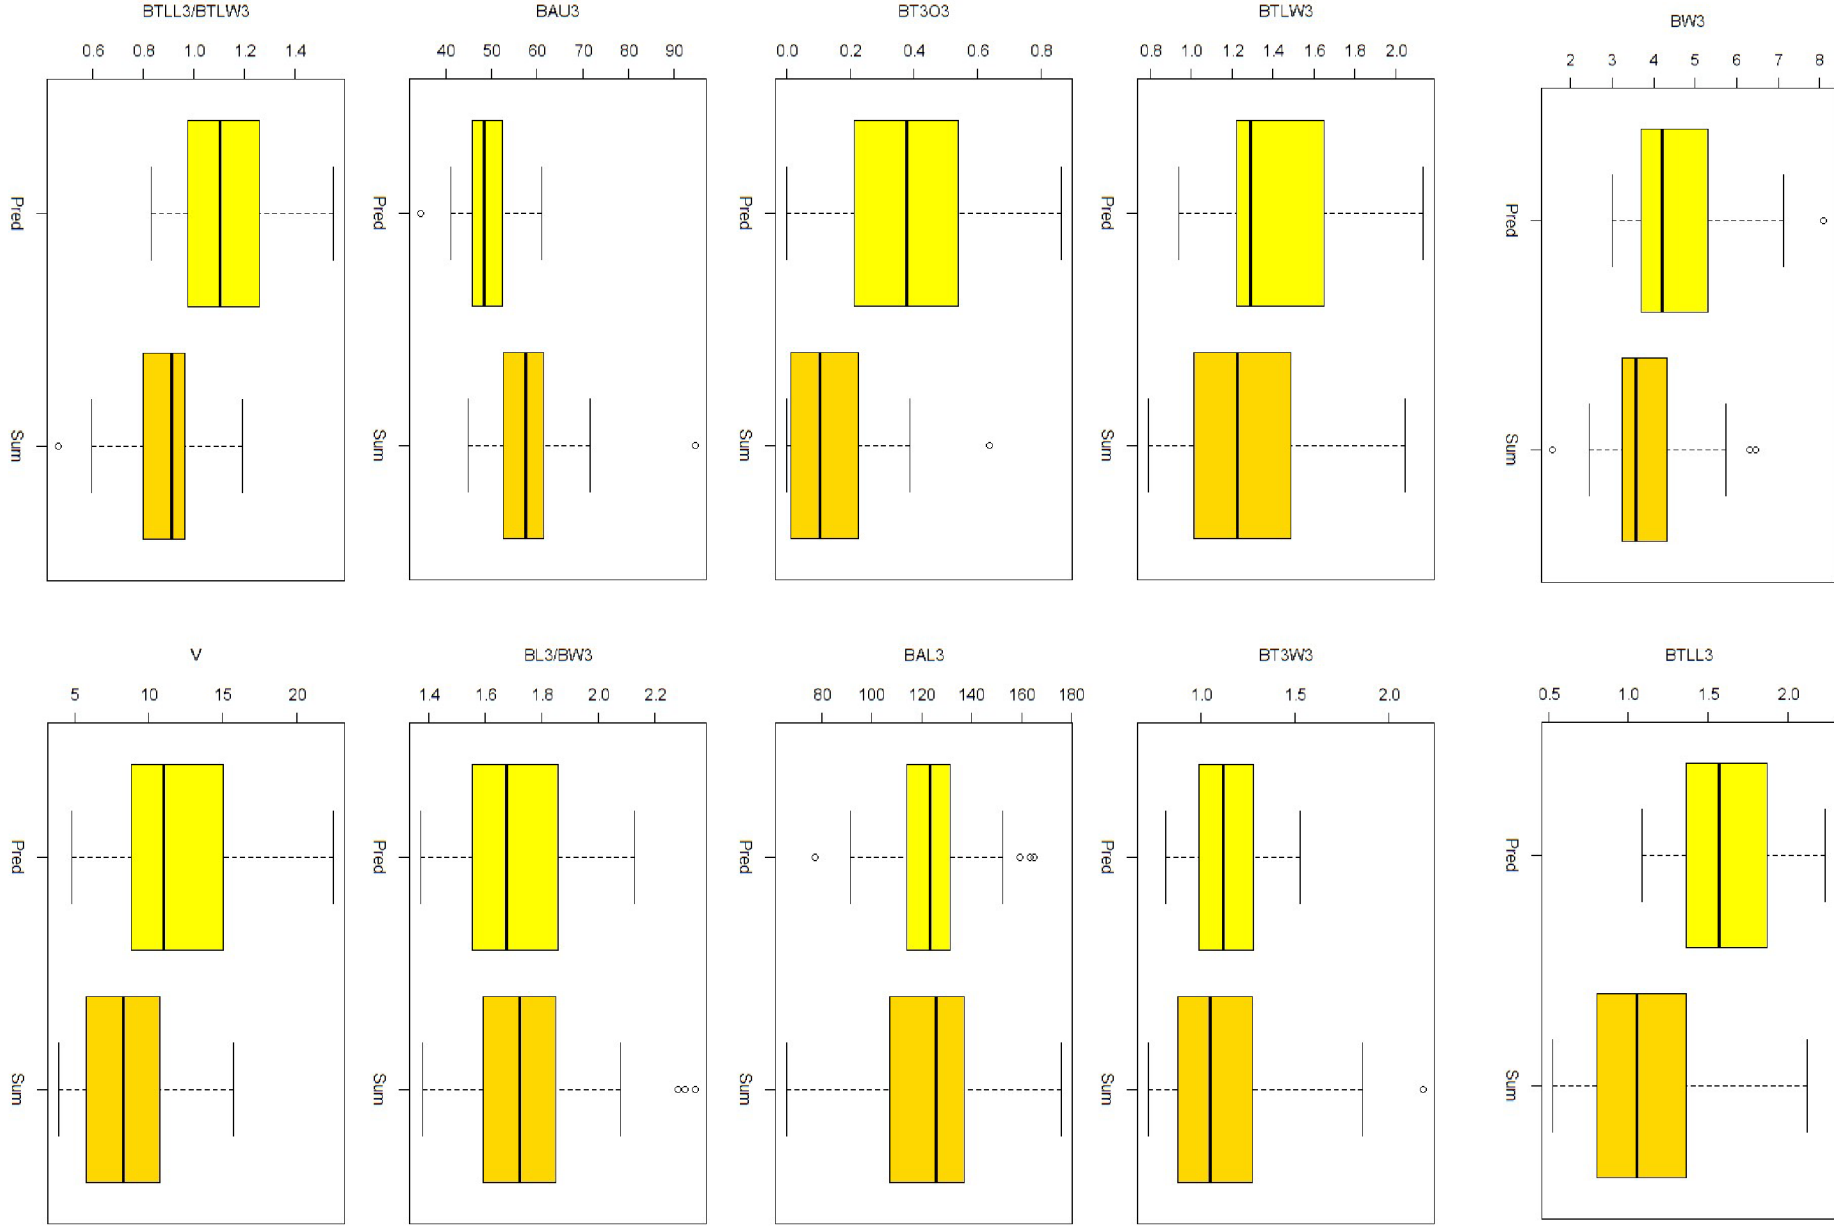 BTLL3/BTLW3
0.6 0.8 1.0 1.2 1.4
Pred
Sum
BAU3
40 50 60 70 80 90
Pred
Sum
BT3O3
0.0 0.2 0.4 0.6 0.8
Pred
Sum
BTLW3
0.8 1.0 1.2 1.4 1.6 1.8 2.0
Pred
Sum
BW3
2 3 4 5 6 7 8
Pred
Sum
V
5 10 15 20
Pred
Sum
BL3/BW3
1.4 1.6 1.8 2.0 2.2
Pred
Sum
BAL3
80 100 120 140 160 180
Pred
Sum
BT3W3
1.0 1.5 2.0
Pred
Sum
BTLL3
0.5 1.0 1.5 2.0
Pred
Sum